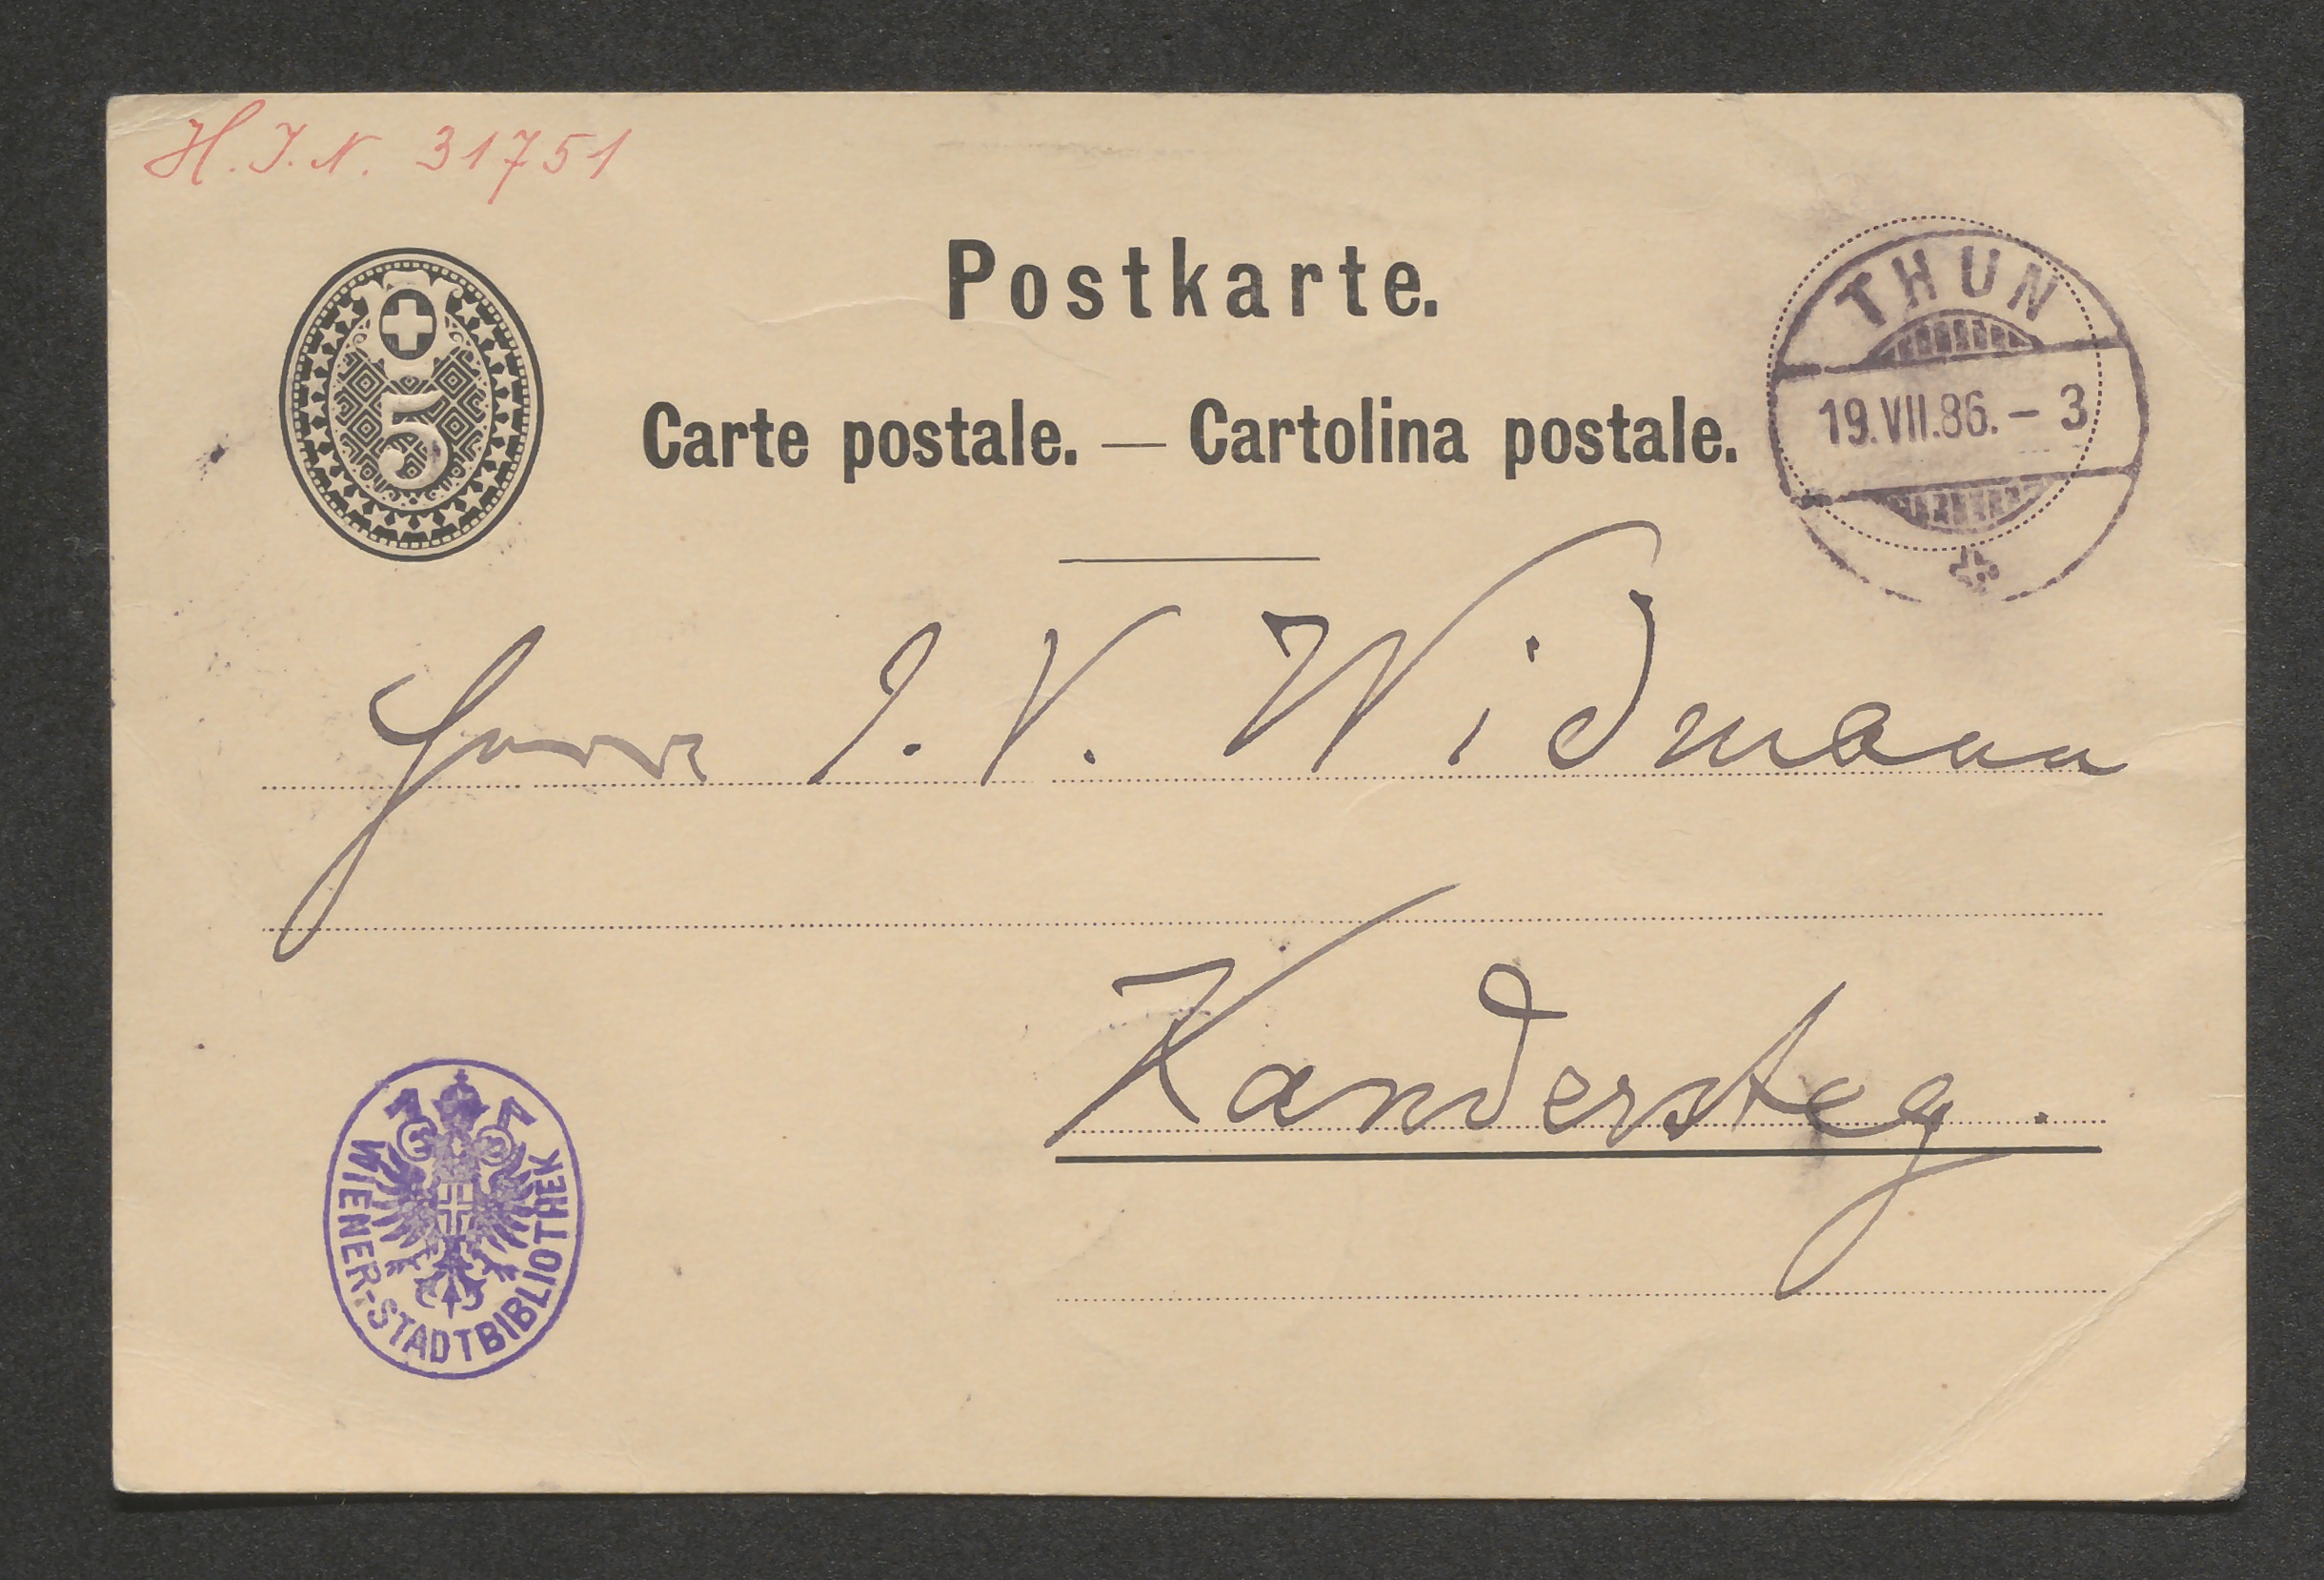 H. I. N. 31751
5
Postkarte.
Carte postale. — Cartolina postale.
THUN
19.VII.86.– 3
Herrn J. V. Widmann
Kandersteg.
WIENER-STADTBIBLIOTHEK